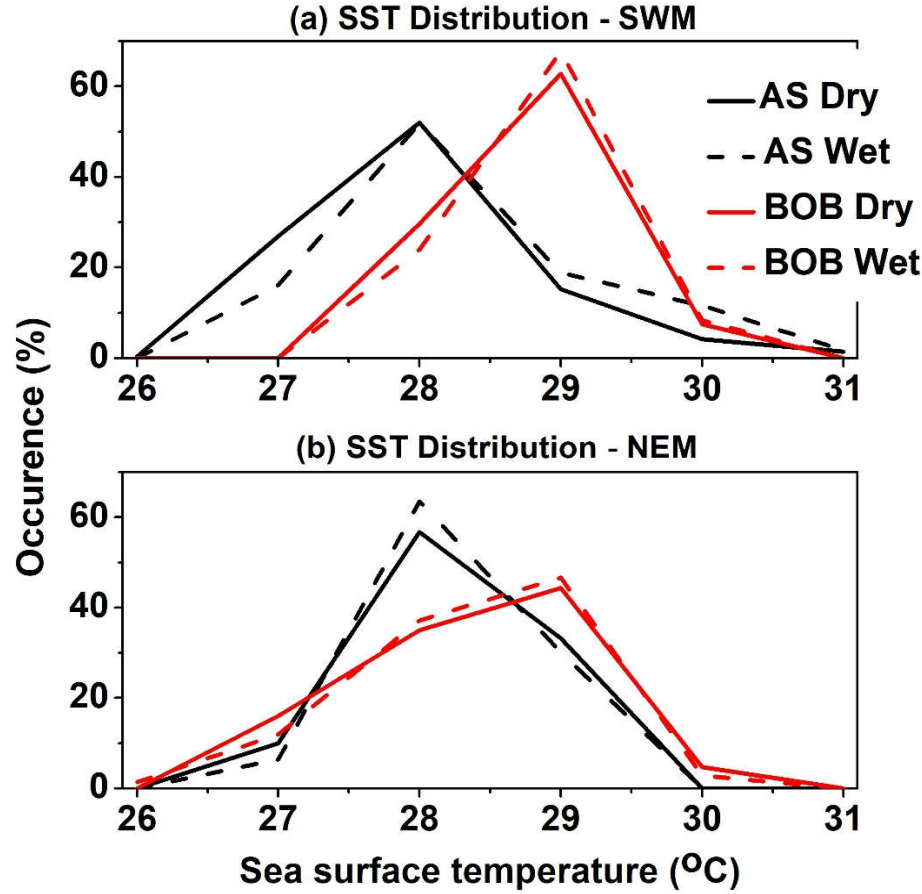 (a) SST Distribution - SWM
60
40
20
0
AS Dry
AS Wet
BOB Dry
BOB Wet
26 27 28 29 30 31
Occurence (%)
(b) SST Distribution - NEM
60
40
20
0
26 27 28 29 30 31
Sea surface temperature (ºC)